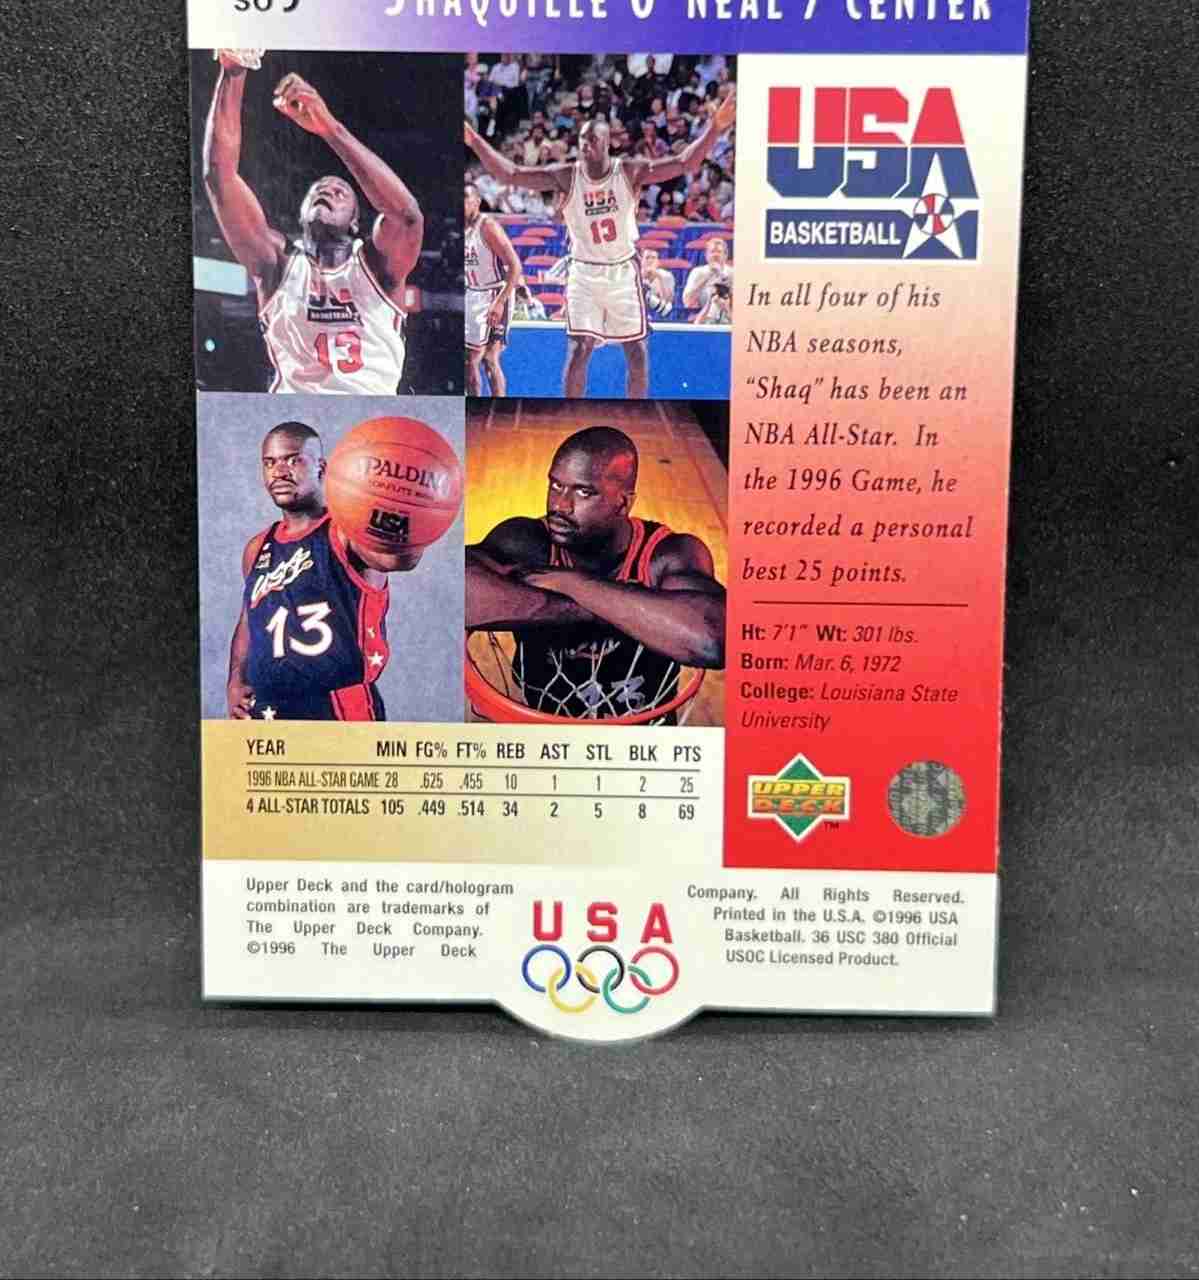 SHAQUILLE O'NEAL / CENTER
USA
13
USA
13
SPALDING
USA
USA
13
USA
BASKETBALL
In all four of his
NBA seasons,
“Shaq” has been an
NBA All-Star. In
the 1996 Game, he
recorded a personal
best 25 points.
Ht: 7'1" Wt: 301 lbs.
Born: Mar. 6, 1972
College: Louisiana State
University
YEAR MIN FG% FT% REB AST STL BLK PTS
1996 NBA ALL-STAR GAME 28 .625 .455 10 1 1 2 25
4 ALL-STAR TOTALS 105 .449 .514 34 2 5 8 69
UPPER
DECK
TM
Upper Deck and the card/hologram
combination are trademarks of
The Upper Deck Company.
©1996 The Upper Deck
USA
Company. All Rights Reserved.
Printed in the U.S.A. ©1996 USA
Basketball. 36 USC 380 Official
USOC Licensed Product.